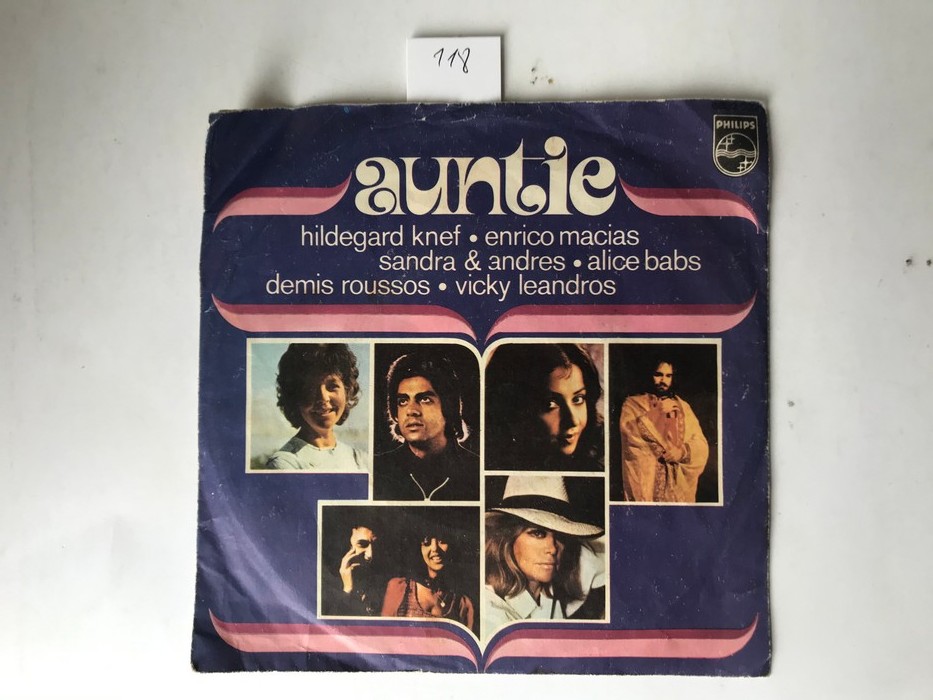 118
PHILIPS
auntie
hildegard knef • enrico macias
sandra & andres • alice babs
demis roussos • vicky leandros